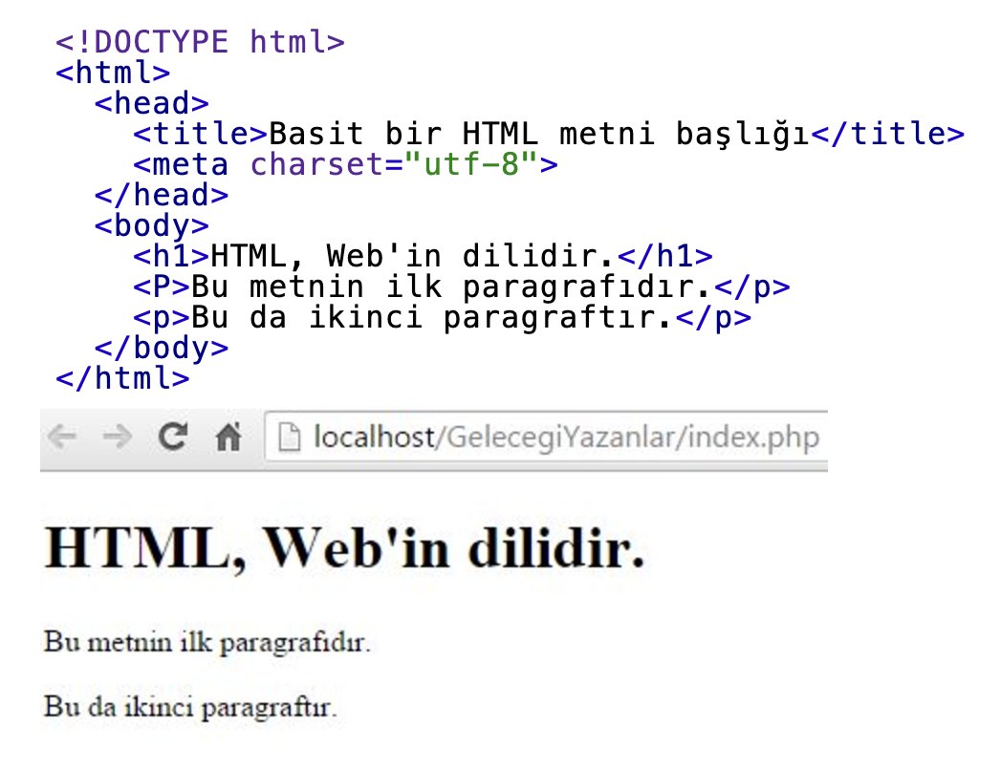 <!DOCTYPE html>
<html>
<head>
<title>Basit bir HTML metni başlığı</title>
<meta charset="utf-8">
</head>
<body>
<h1>HTML, Web'in dilidir.</h1>
<P>Bu metnin ilk paragrafıdır.</p>
<p>Bu da ikinci paragraftır.</p>
</body>
</html>
localhost/GelecegiYazanlar/index.php
HTML, Web'in dilidir.
Bu metnin ilk paragrafıdır.
Bu da ikinci paragraftır.